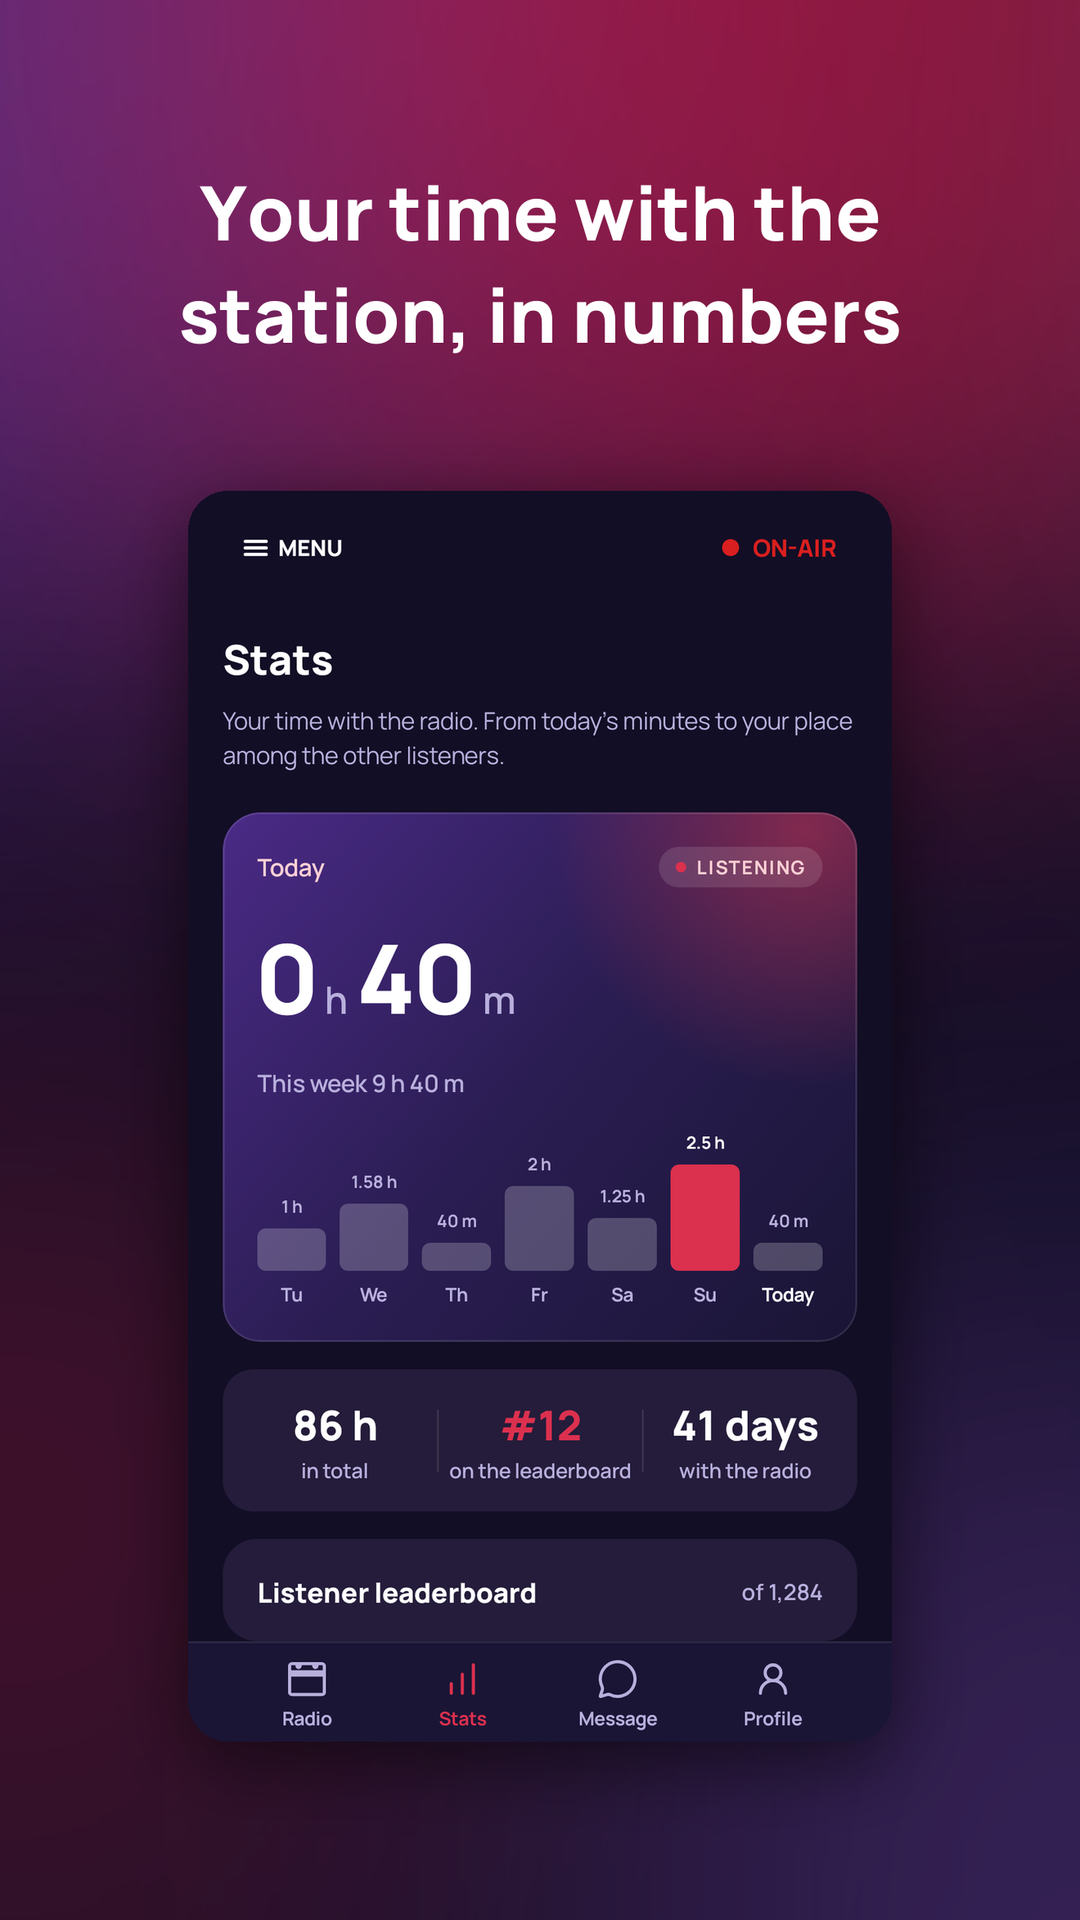 Your time with the
station, in numbers
MENU
ON-AIR
Stats
Your time with the radio. From today's minutes to your place
among the other listeners.
Today
LISTENING
0 h 40 m
This week 9 h 40 m
1 h
1.58 h
40 m
2 h
1.25 h
2.5 h
40 m
Tu
We
Th
Fr
Sa
Su
Today
86 h
in total
#12
on the leaderboard
41 days
with the radio
Listener leaderboard
of 1,284
Radio
Stats
Message
Profile